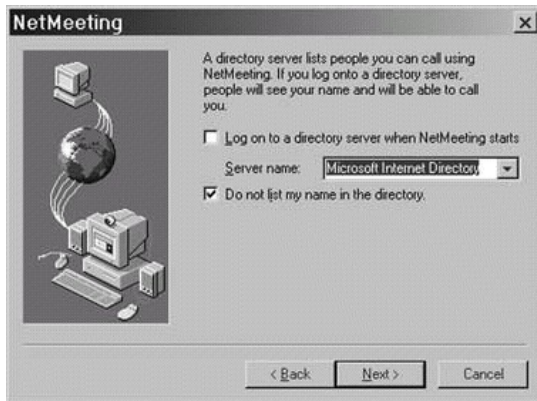 NetMeeting
A directory server lists people you can call using
NetMeeting. If you log onto a directory server,
people will see your name and will be able to call
you.
Log on to a directory server when NetMeeting starts
Server name: Microsoft Internet Directory
Do not list my name in the directory.
< Back Next > Cancel